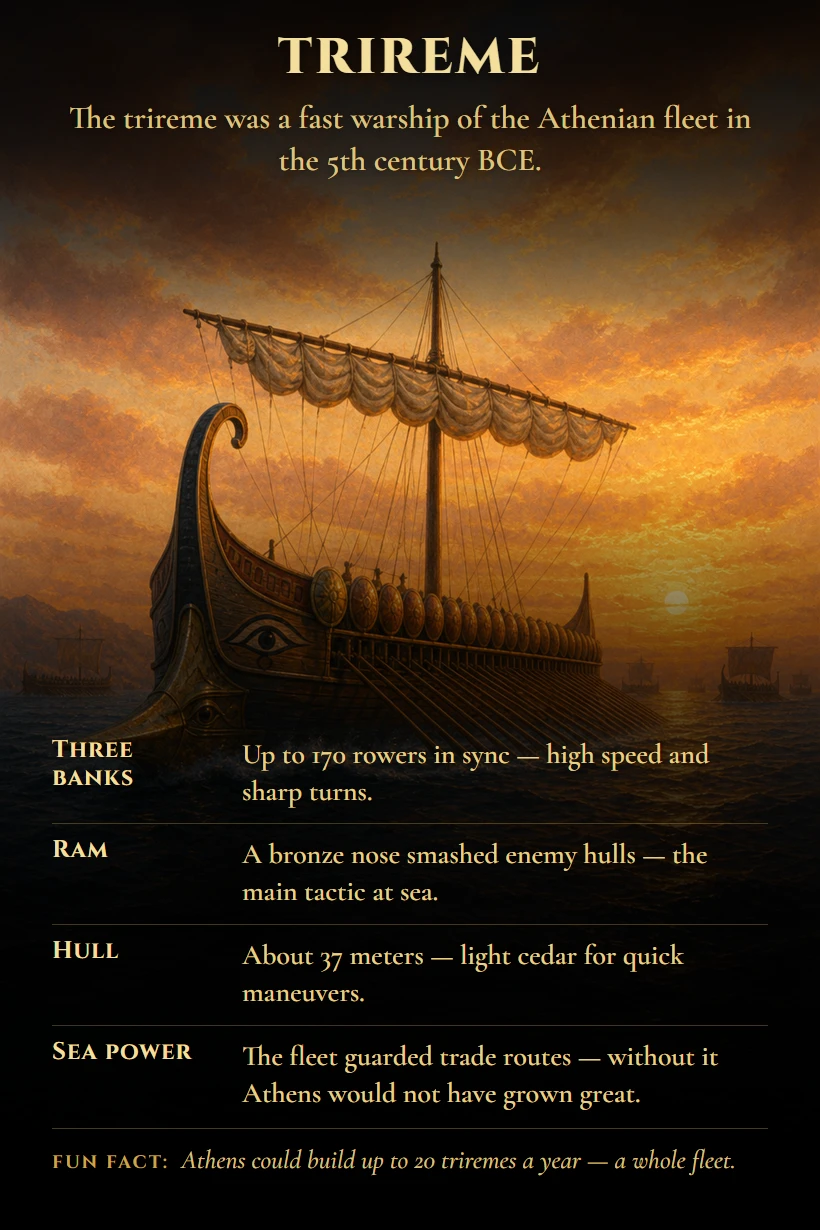 TRIREME
The trireme was a fast warship of the Athenian fleet in
the 5th century BCE.
THREE
BANKS
Up to 170 rowers in sync — high speed and
sharp turns.
RAM
A bronze nose smashed enemy hulls — the
main tactic at sea.
HULL
About 37 meters — light cedar for quick
maneuvers.
SEA POWER
The fleet guarded trade routes — without it
Athens would not have grown great.
FUN FACT: Athens could build up to 20 triremes a year — a whole fleet.